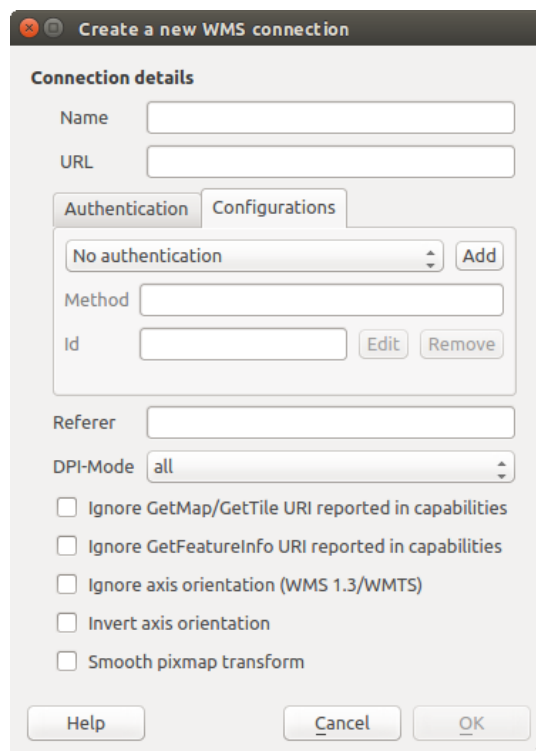 Create a new WMS connection
Connection details
Name
URL
Authentication Configurations
No authentication Add
Method
Id Edit Remove
Referer
DPI-Mode all
Ignore GetMap/GetTile URI reported in capabilities
Ignore GetFeatureInfo URI reported in capabilities
Ignore axis orientation (WMS 1.3/WMTS)
Invert axis orientation
Smooth pixmap transform
Help Cancel OK